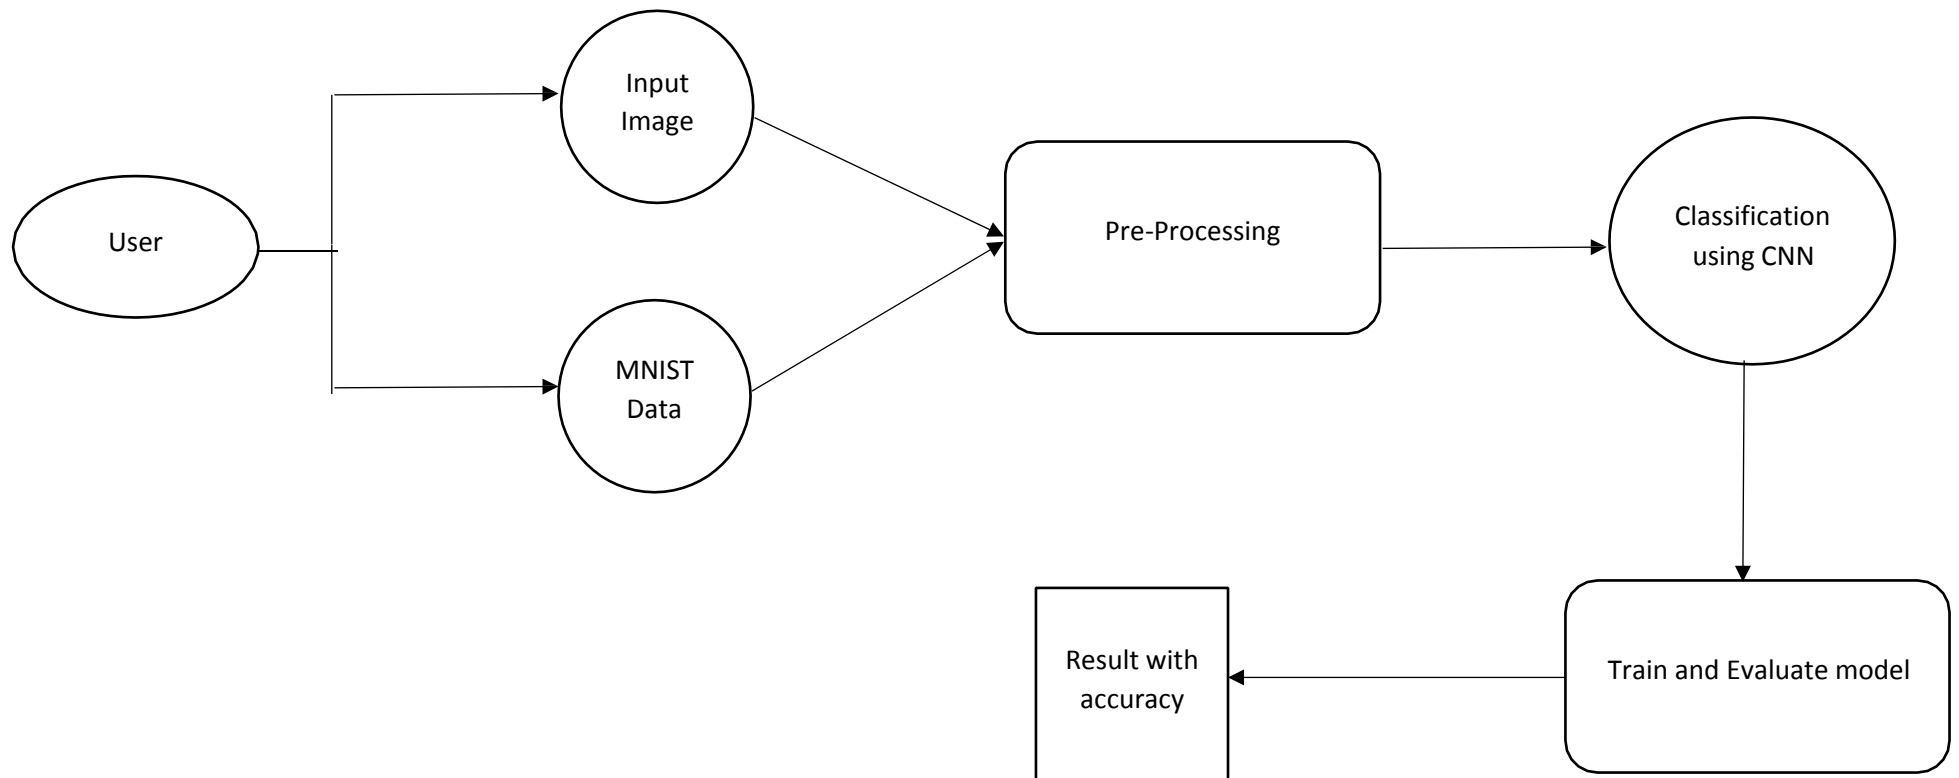 User
Input
Image
MNIST
Data
Pre-Processing
Classification
using CNN
Train and Evaluate model
Result with
accuracy